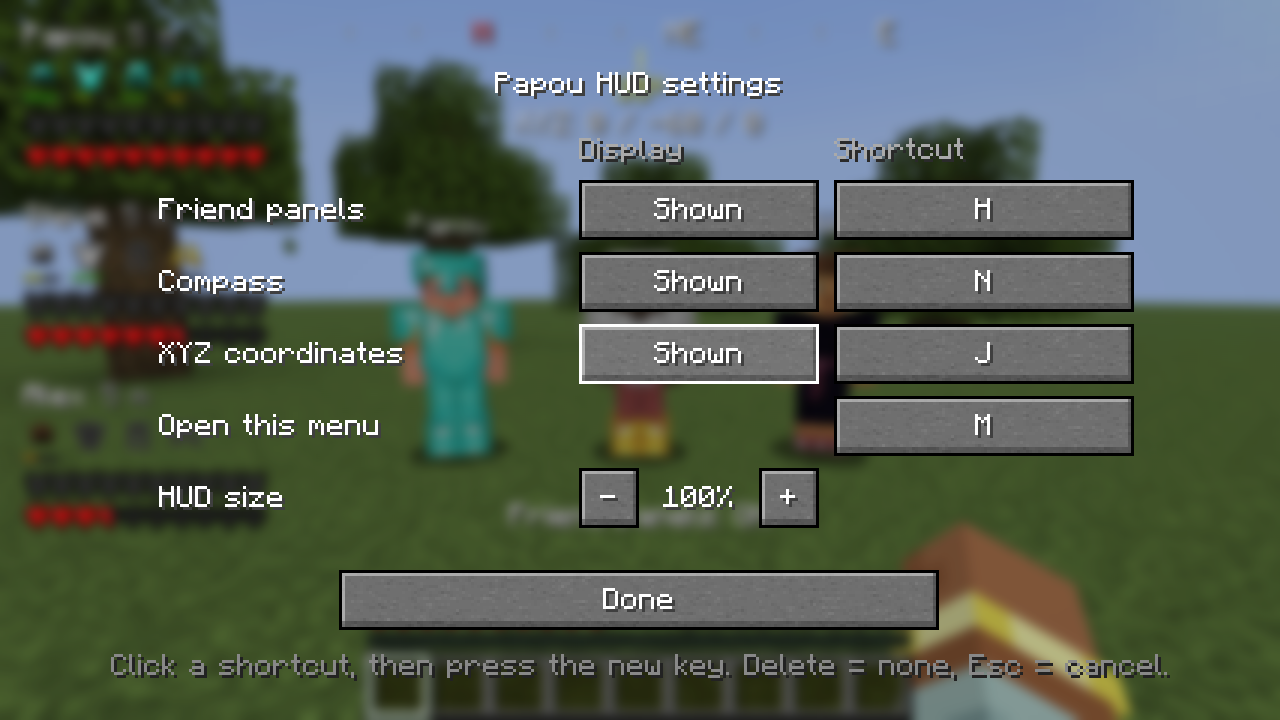 Papou HUD settings
Display Shortcut
Friend panels Shown H
Compass Shown N
XYZ coordinates Shown J
Open this menu M
HUD size - 100% +
Done
Click a shortcut, then press the new key. Delete = none, Esc = cancel.